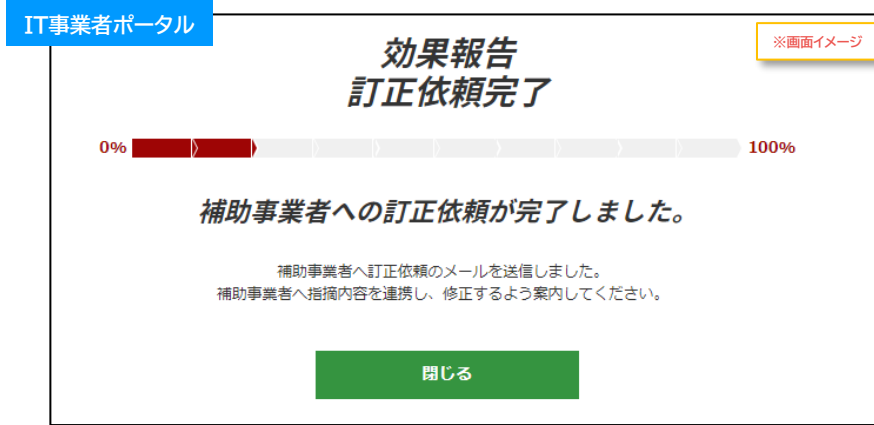 IT事業者ポータル
※画面イメージ
効果報告
訂正依頼完了
0% 100%
補助事業者への訂正依頼が完了しました。
補助事業者へ訂正依頼のメールを送信しました。
補助事業者へ指摘内容を連携し、修正するよう案内してください。
閉じる